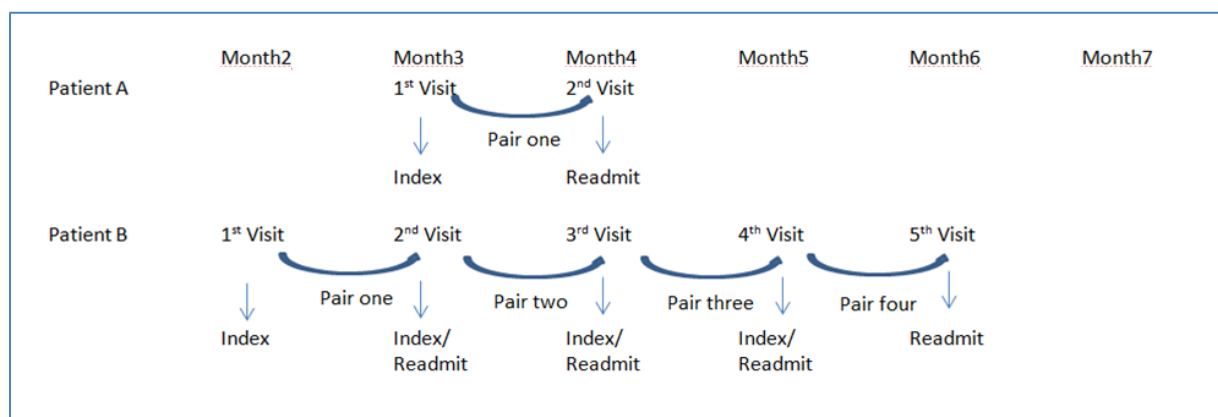 Month2 Month3 Month4 Month5 Month6 Month7
Patient A 1st Visit 2nd Visit
Pair one
Index Readmit
Patient B 1st Visit 2nd Visit 3rd Visit 4th Visit 5th Visit
Pair one Pair two Pair three Pair four
Index Index/ Index/ Index/ Readmit
Readmit Readmit Readmit